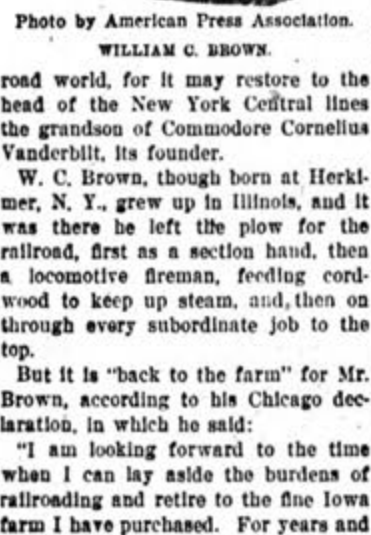 Photo by American Press Association.
WILLIAM C. BROWN.
road world, for it may restore to the
head of the New York Central lines
the grandson of Commodore Cornelius
Vanderbilt, its founder.
W. C. Brown, though born at Herki-
mer, N. Y., grew up in Illinois, and it
was there he left the plow for the
railroad, first as a section hand, then
a locomotive fireman, feeding cord-
wood to keep up steam, and, then on
through every subordinate job to the
top.
But it is "back to the farm" for Mr.
Brown, according to his Chicago dec-
laration, in which he said:
"I am looking forward to the time
when I can lay aside the burdens of
railroading and retire to the fine Iowa
farm I have purchased. For years and